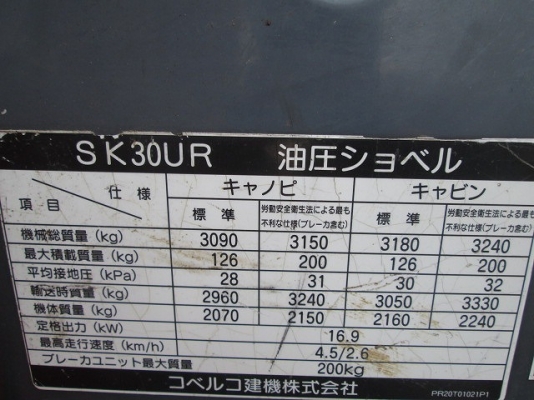 SK30UR 油圧ショベル
仕様 キャノピ キャビン
項目 標準 労働安全衛生法による最も不利な仕様(ブレーカ含む) 標準 労働安全衛生法による最も不利な仕様(ブレーカ含む)
機械総質量(kg) 3090 3150 3180 3240
最大積載質量(kg) 126 200 126 200
平均接地圧(kPa) 28 31 30 32
輸送時質量(kg) 2960 3240 3050 3330
機体質量(kg) 2070 2150 2160 2240
定格出力(kW) 16.9
最高走行速度(km/h) 4.5/2.6
ブレーカユニット最大質量 200kg
コベルコ建機株式会社 PR20T01021P1